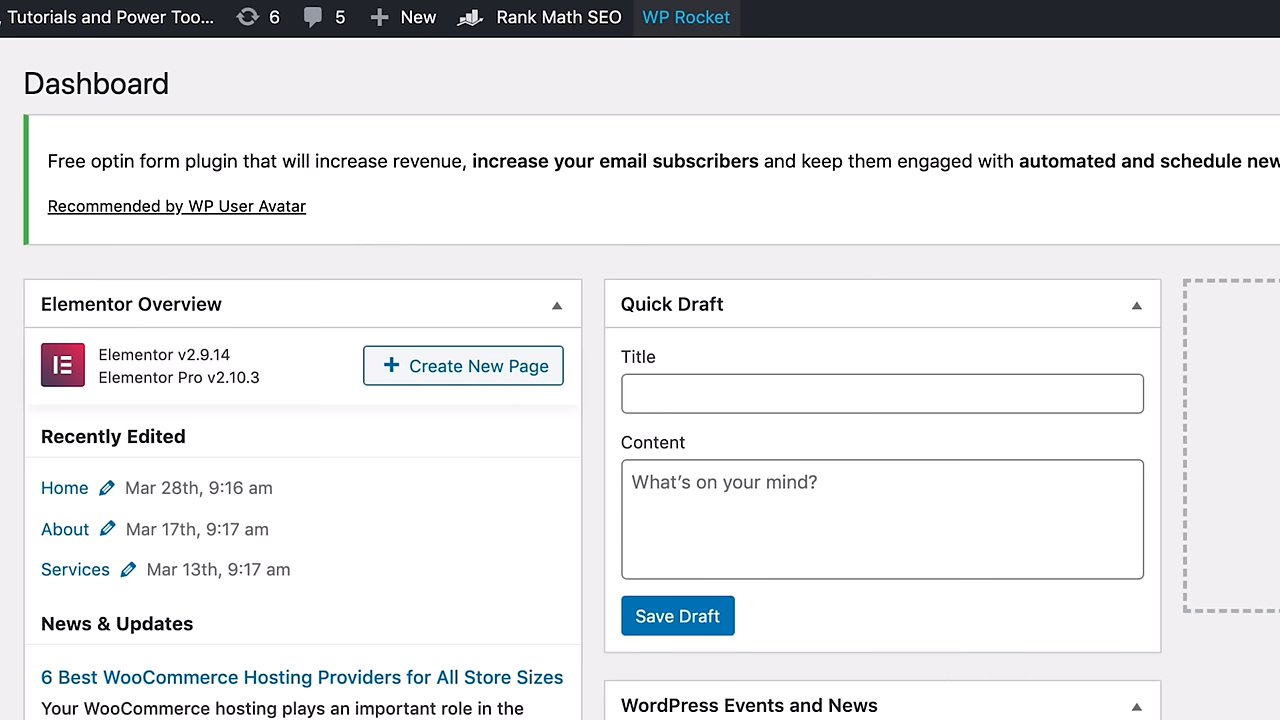 , Tutorials and Power Too... 6 5 New Rank Math SEO WP Rocket
Dashboard
Free optin form plugin that will increase revenue, increase your email subscribers and keep them engaged with automated and schedule new
Recommended by WP User Avatar
Elementor Overview
Elementor v2.9.14
Elementor Pro v2.10.3
+ Create New Page
Recently Edited
Home Mar 28th, 9:16 am
About Mar 17th, 9:17 am
Services Mar 13th, 9:17 am
News & Updates
6 Best WooCommerce Hosting Providers for All Store Sizes
Your WooCommerce hosting plays an important role in the
Quick Draft
Title
Content
What's on your mind?
Save Draft
WordPress Events and News